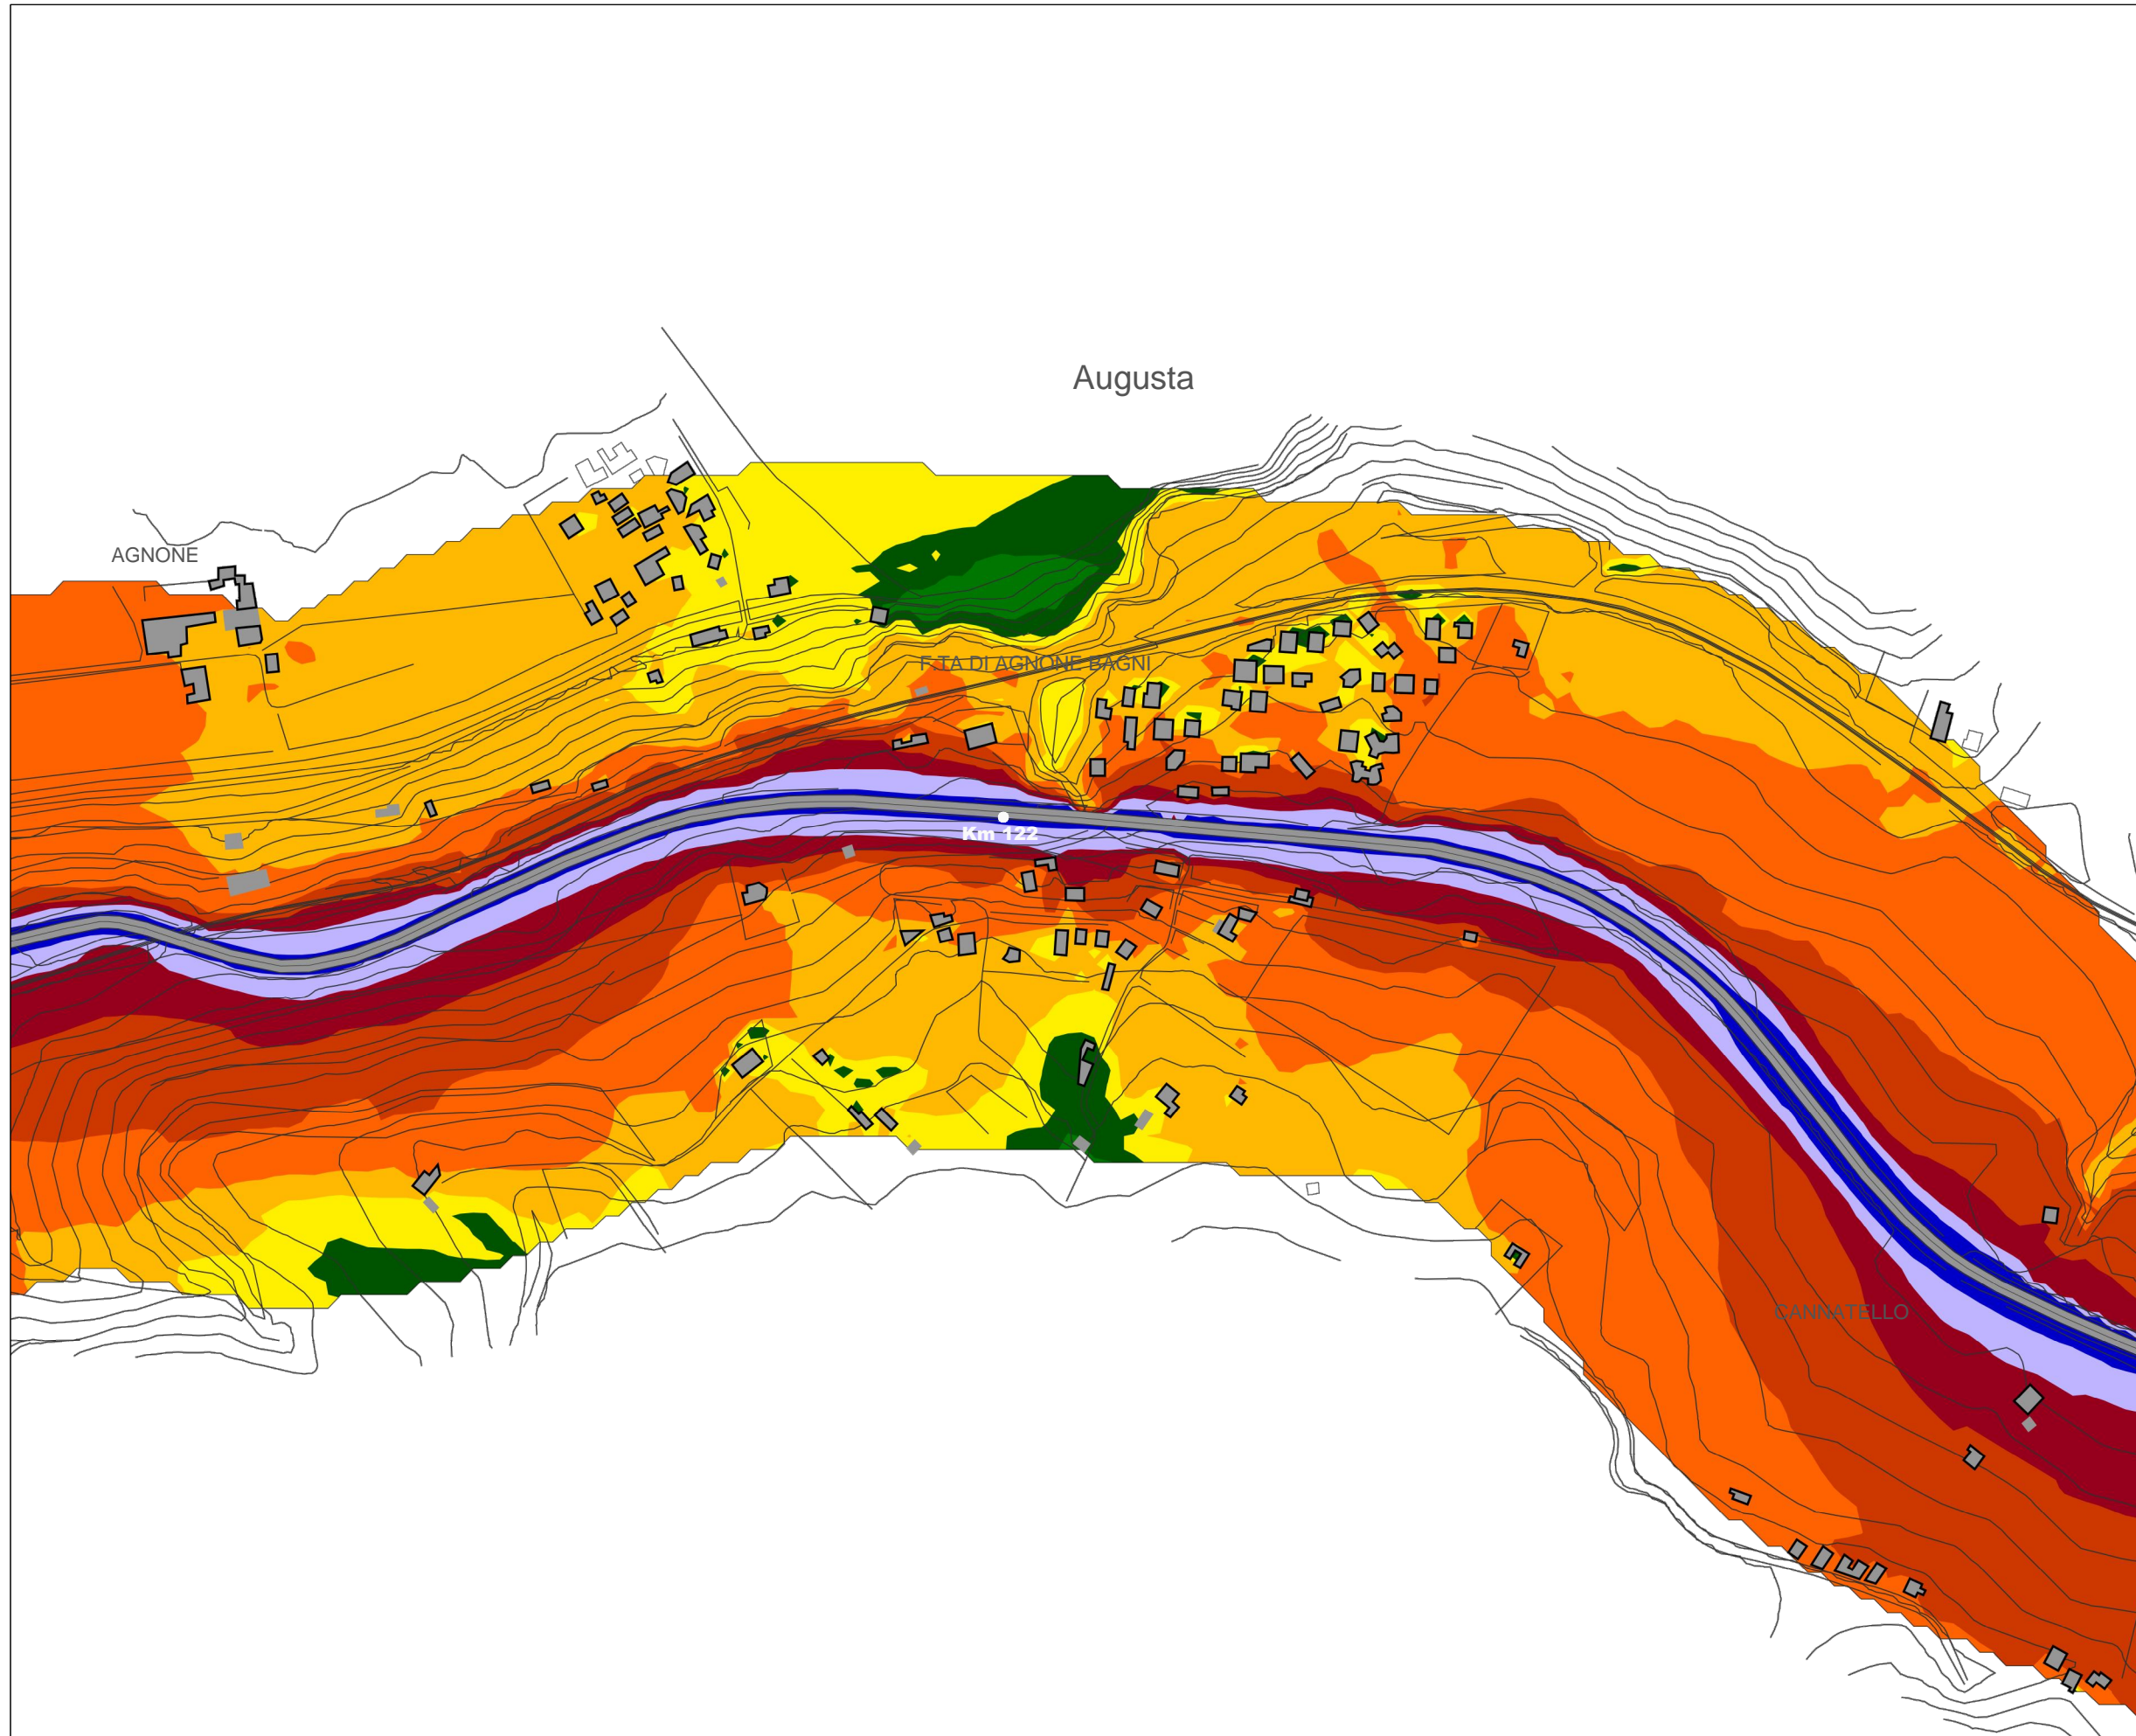 Augusta
AGNONE
F.TA DI AGNONE BAGNI
Km 122
CANNATELLO